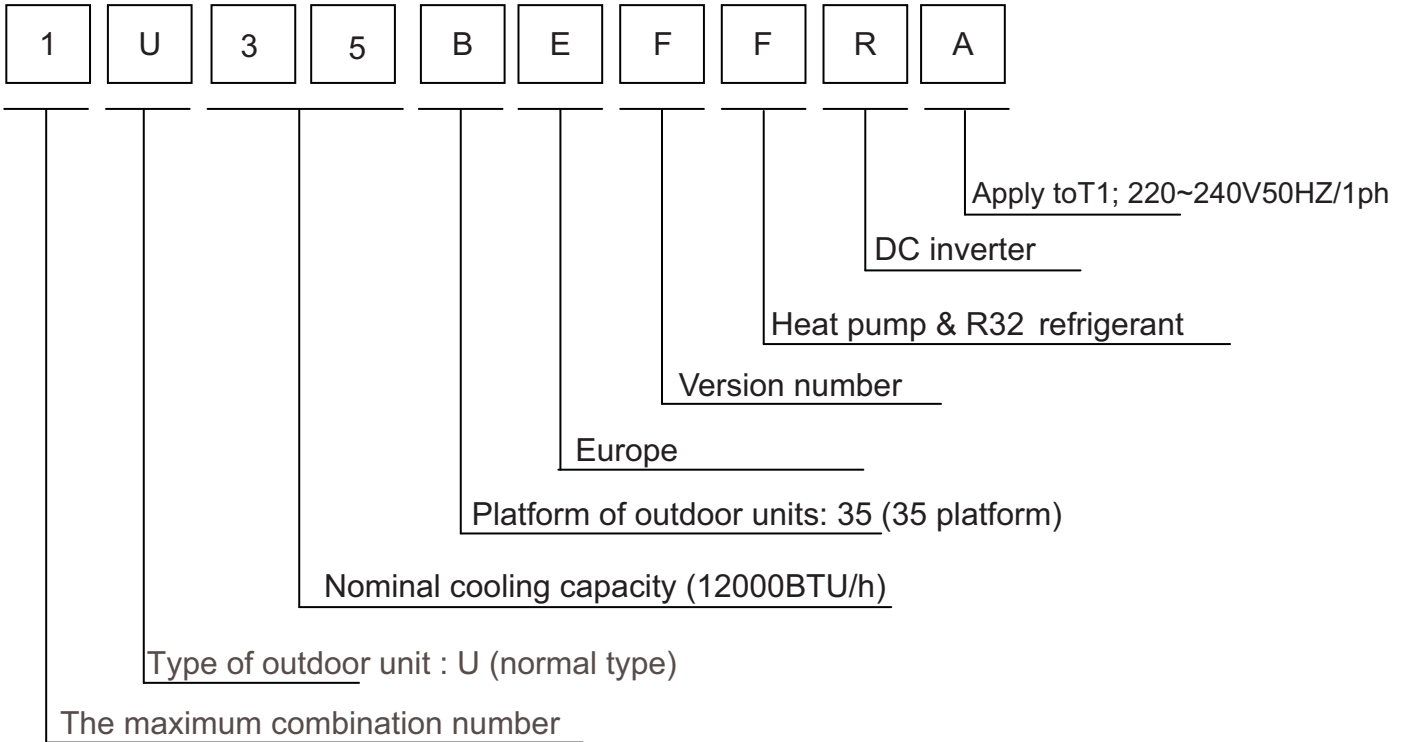 1 U 3 5 B E F F R A
Apply toT1; 220~240V50HZ/1ph
DC inverter
Heat pump & R32 refrigerant
Version number
Europe
Platform of outdoor units: 35 (35 platform)
Nominal cooling capacity (12000BTU/h)
Type of outdoor unit : U (normal type)
The maximum combination number